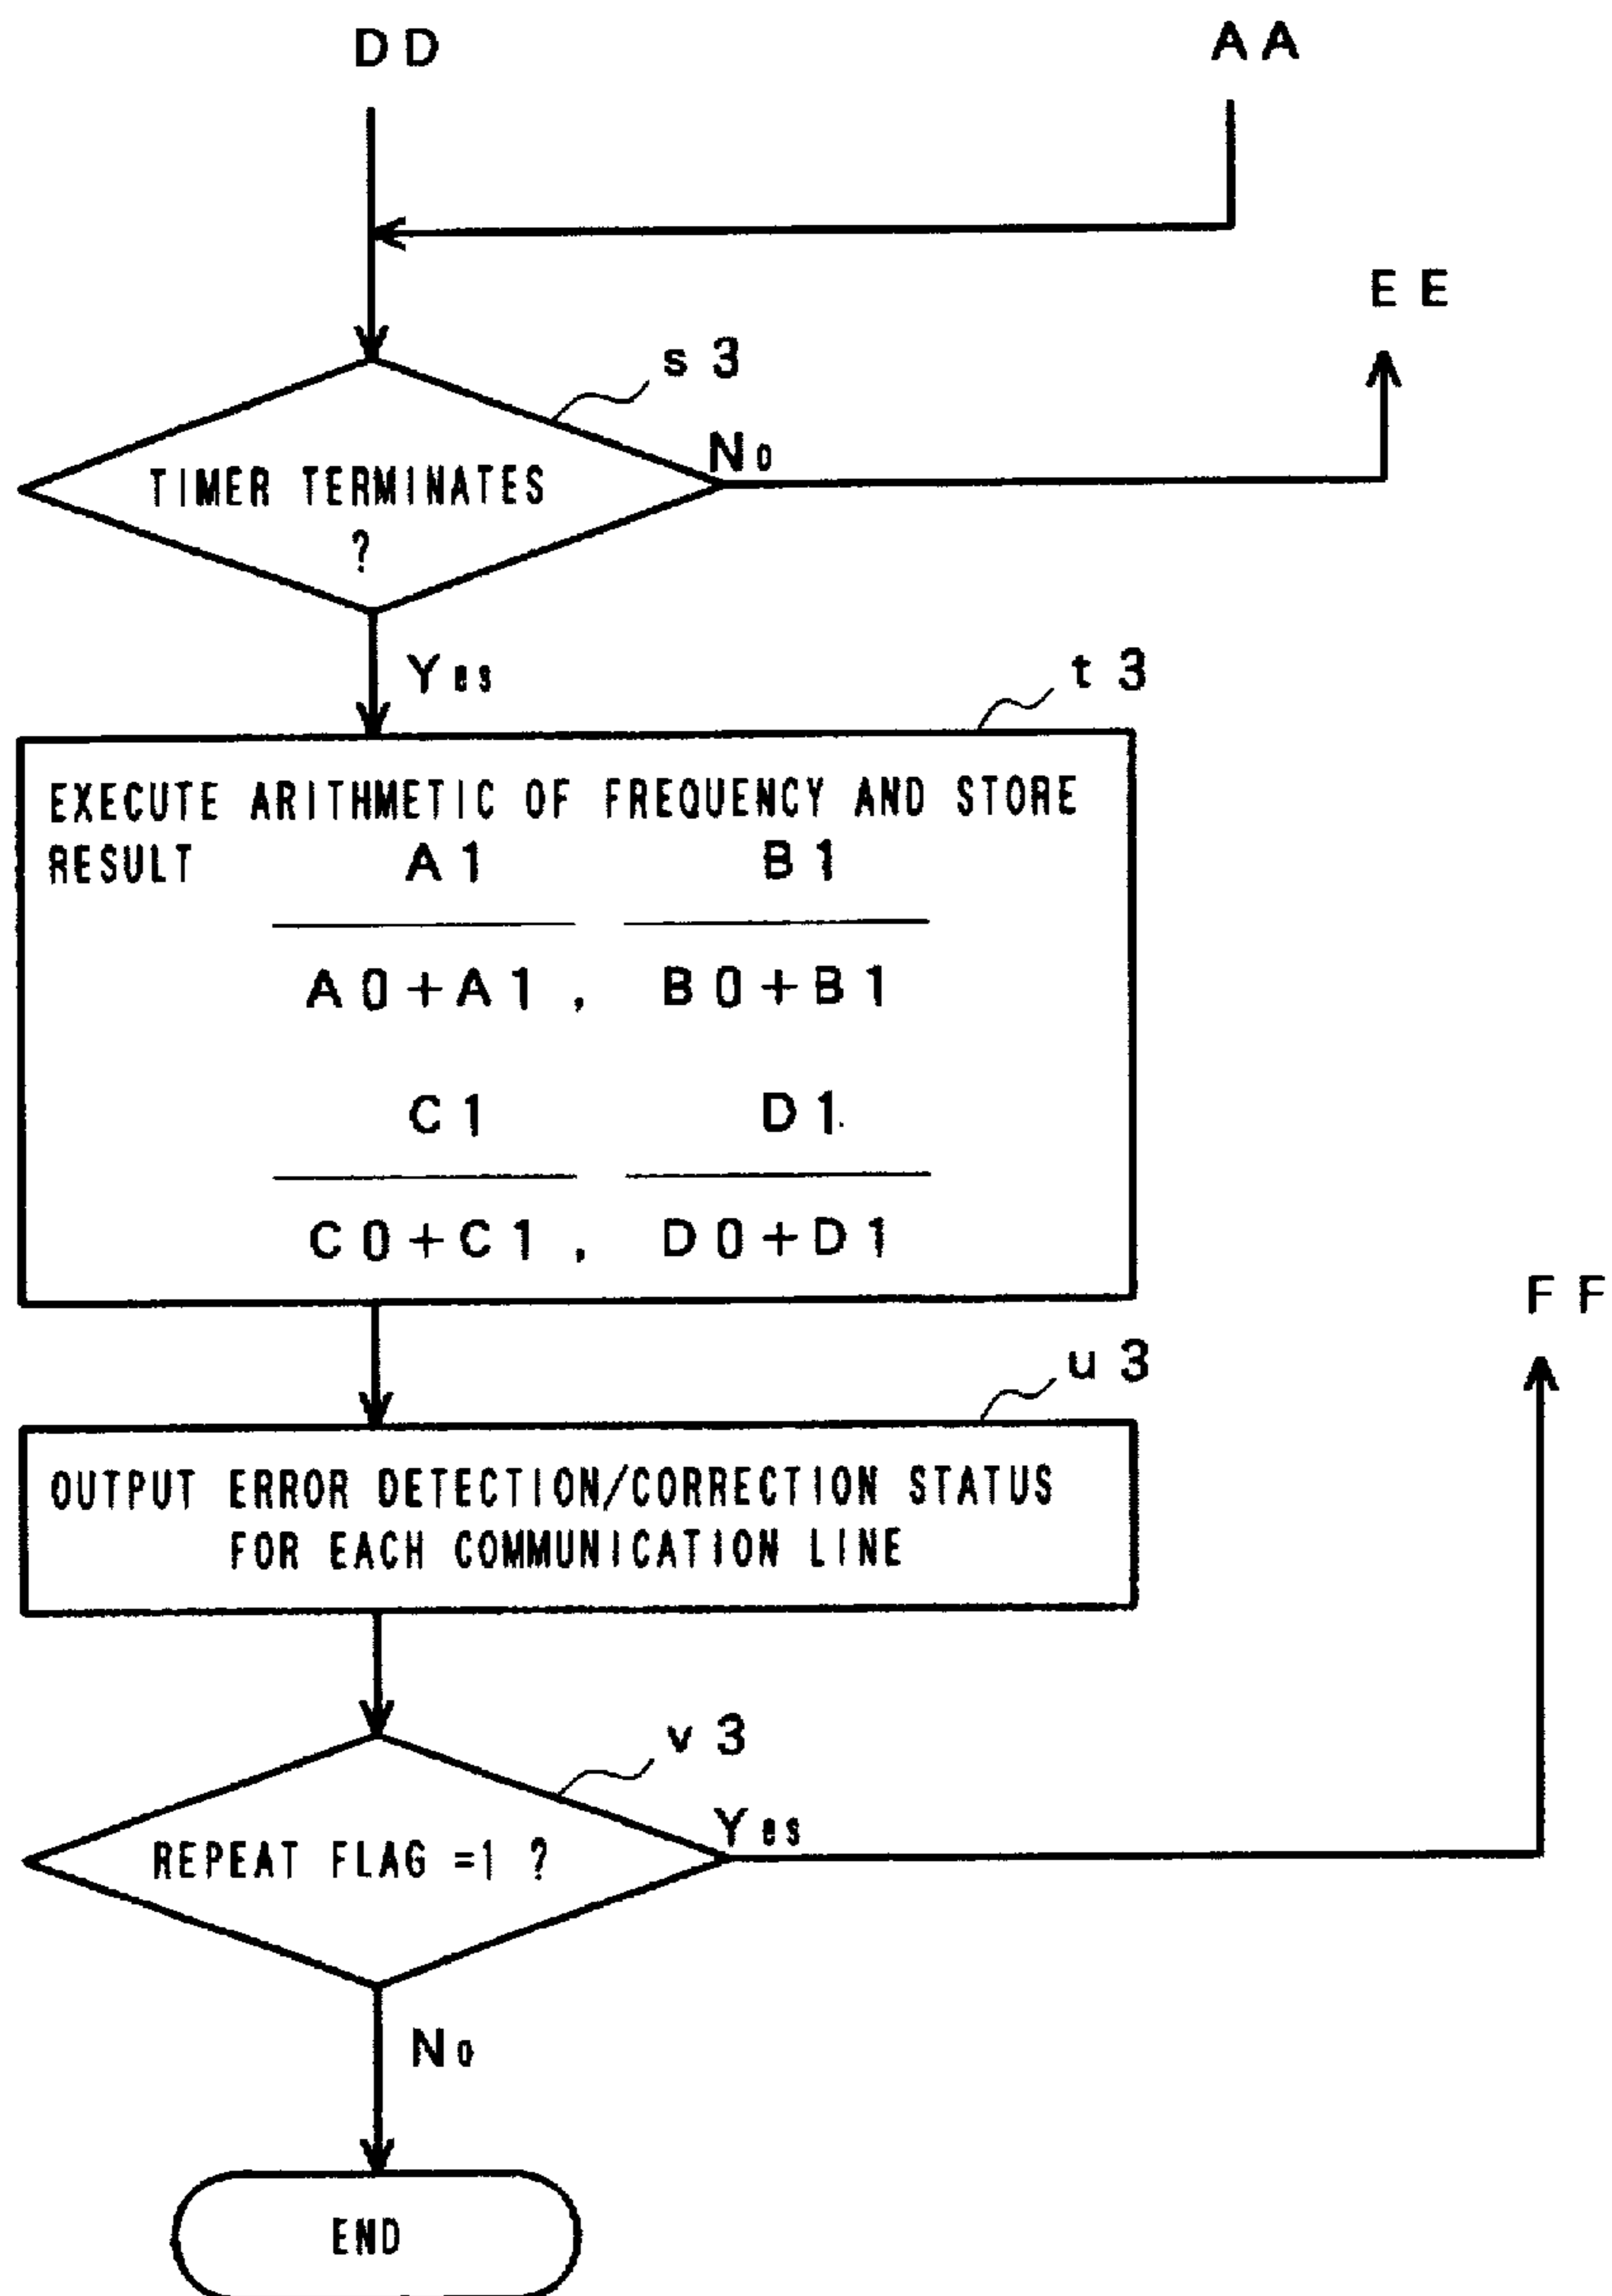 DD
AA
EE
s3
No
TIMER TERMINATES
?
Yes
t3
EXECUTE ARITHMETIC OF FREQUENCY AND STORE
RESULT A1 B1
A0+A1, B0+B1
C1 D1
C0+C1, D0+D1
FF
u3
OUTPUT ERROR DETECTION/CORRECTION STATUS
FOR EACH COMMUNICATION LINE
v3
Yes
REPEAT FLAG =1 ?
No
END